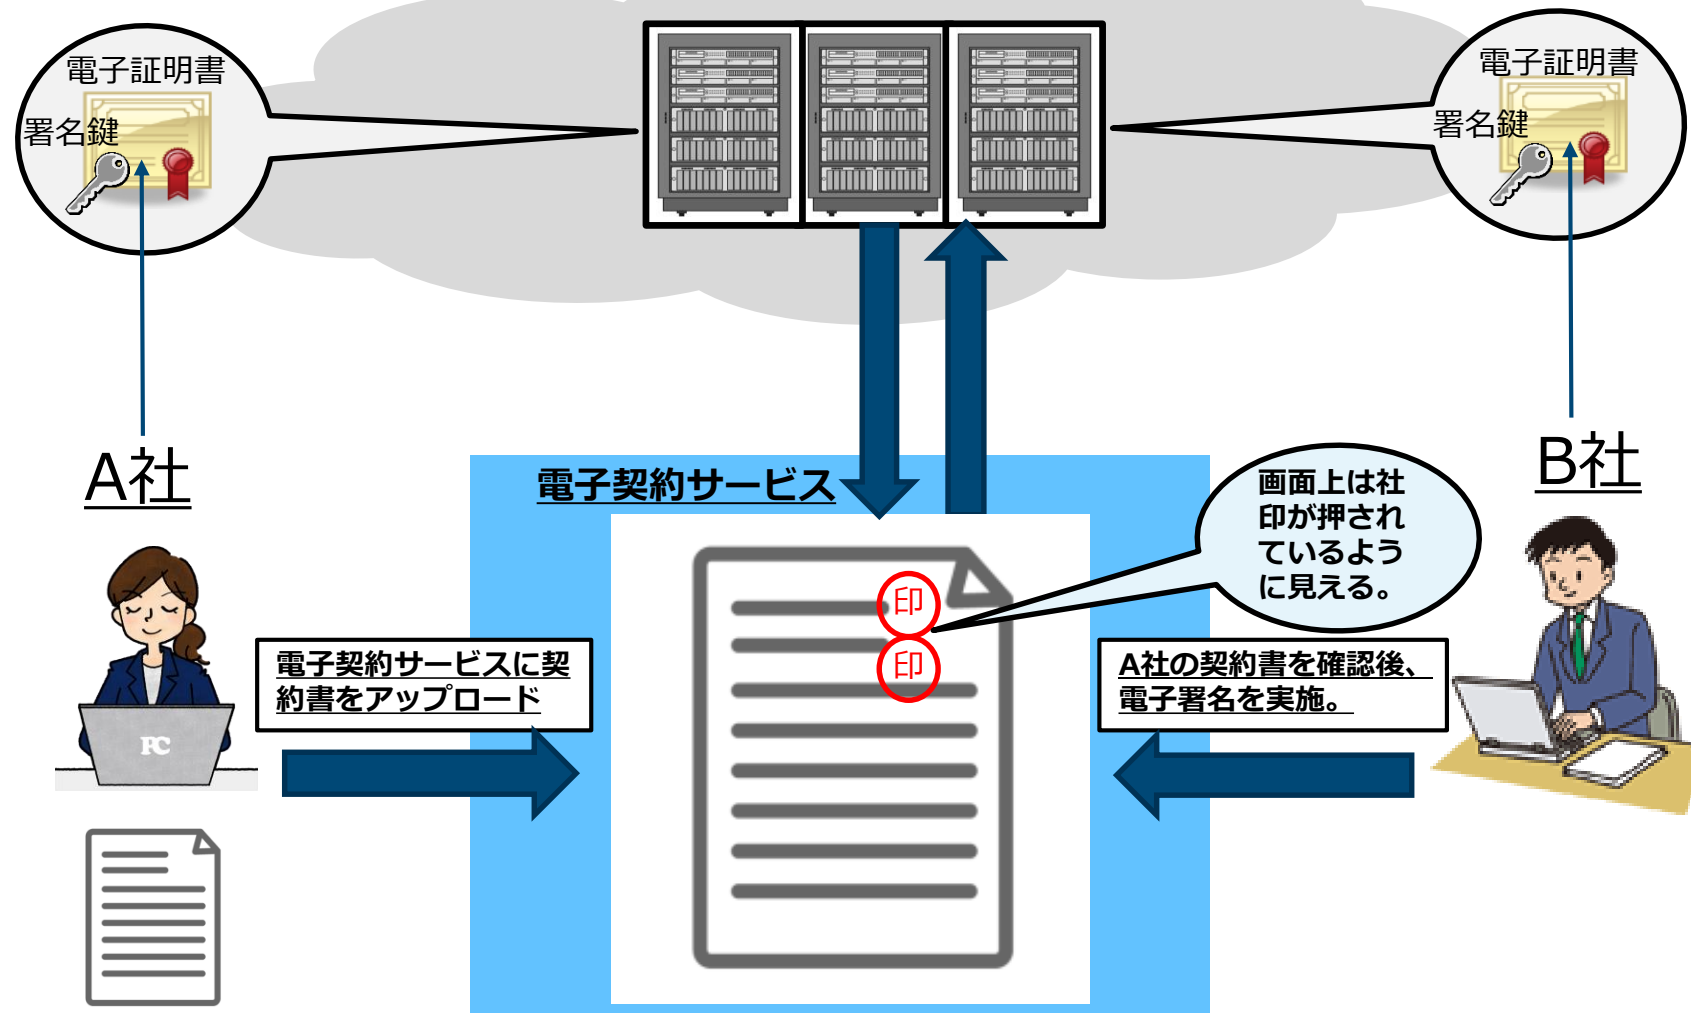 電子証明書
署名鍵
電子証明書
署名鍵
A社
B社
電子契約サービス
画面上は社
印が押され
ているよう
に見える。
印
印
電子契約サービスに契
約書をアップロード
A社の契約書を確認後、
電子署名を実施。
PC